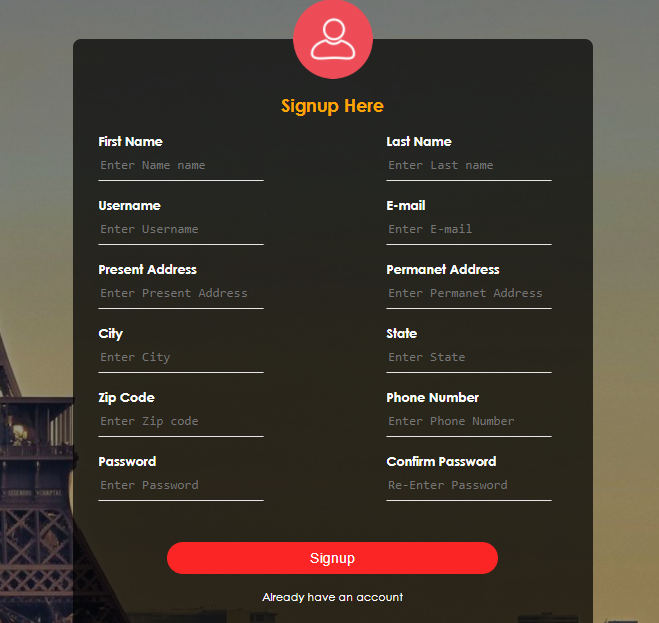 Signup Here
First Name Last Name
Enter Name name Enter Last name
Username E-mail
Enter Username Enter E-mail
Present Address Permanet Address
Enter Present Address Enter Permanet Address
City State
Enter City Enter State
Zip Code Phone Number
Enter Zip code Enter Phone Number
Password Confirm Password
Enter Password Re-Enter Password
Signup
Already have an account